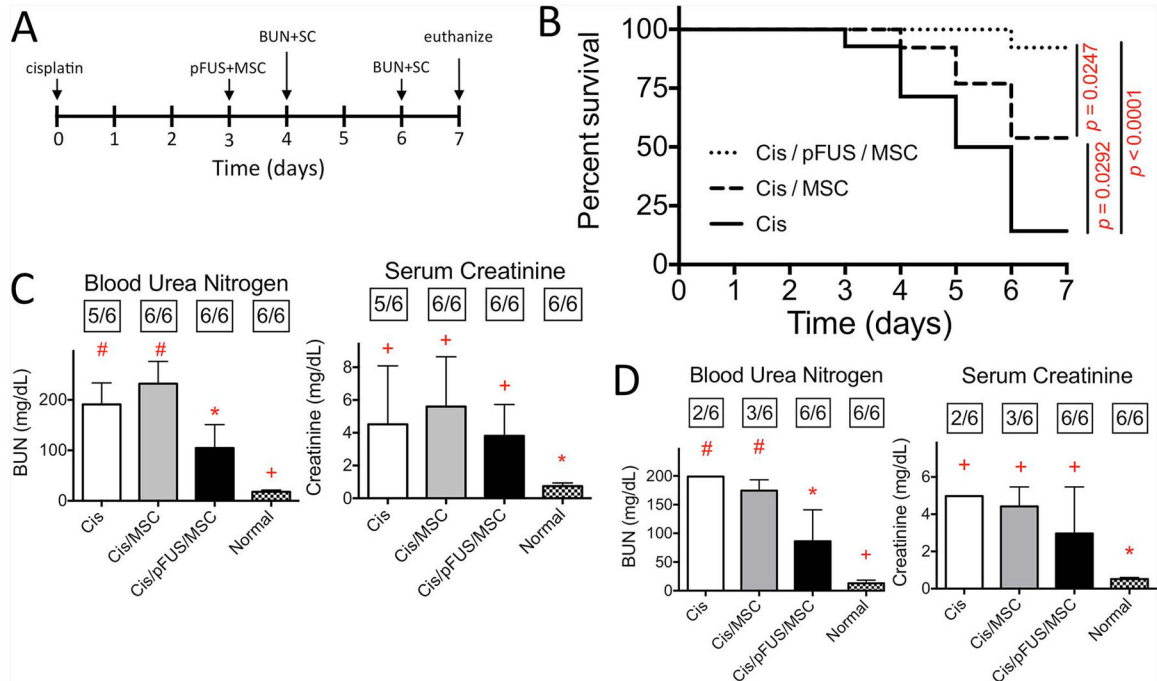 A
cisplatin
pFUS+MSC
BUN+SC
BUN+SC
euthanize
0 1 2 3 4 5 6 7
Time (days)
B
Percent survival
100
75
50
25
0
0 1 2 3 4 5 6 7
Time (days)
Cis / pFUS / MSC
Cis / MSC
Cis
p = 0.0247
p = 0.0292
p < 0.0001
C
Blood Urea Nitrogen
5/6 6/6 6/6 6/6
# # * +
BUN (mg/dL)
200
100
0
Cis Cis/MSC Cis/pFUS/MSC Normal
Serum Creatinine
5/6 6/6 6/6 6/6
+ + + *
Creatinine (mg/dL)
8
6
4
2
0
Cis Cis/MSC Cis/pFUS/MSC Normal
D
Blood Urea Nitrogen
2/6 3/6 6/6 6/6
# # * +
BUN (mg/dL)
200
150
100
50
0
Cis Cis/MSC Cis/pFUS/MSC Normal
Serum Creatinine
2/6 3/6 6/6 6/6
+ + + *
Creatinine (mg/dL)
6
4
2
0
Cis Cis/MSC Cis/pFUS/MSC Normal